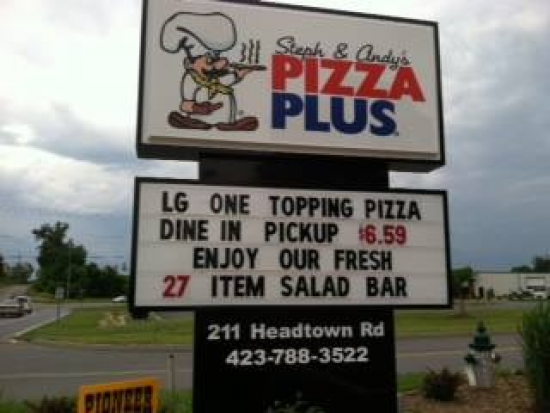 Steph & Andy's
PIZZA
PLUS
LG ONE TOPPING PIZZA
DINE IN PICKUP $6.59
ENJOY OUR FRESH
27 ITEM SALAD BAR
211 Headtown Rd
423-788-3522
PIONEER